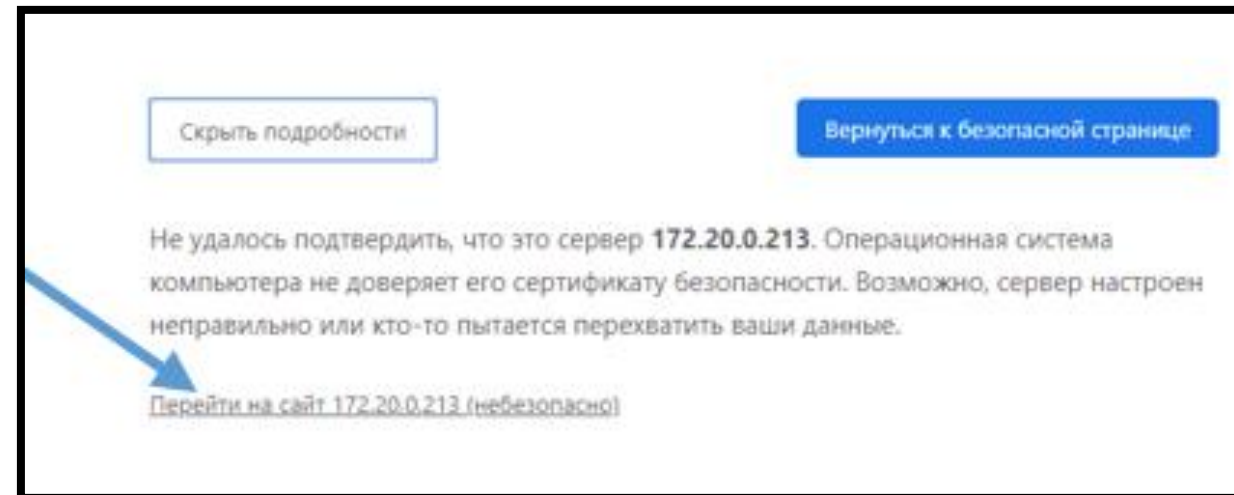 Скрыть подробности
Вернуться к безопасной странице
Не удалось подтвердить, что это сервер 172.20.0.213. Операционная система
компьютера не доверяет его сертификату безопасности. Возможно, сервер настроен
неправильно или кто-то пытается перехватить ваши данные.
Перейти на сайт 172.20.0.213 (небезопасно)